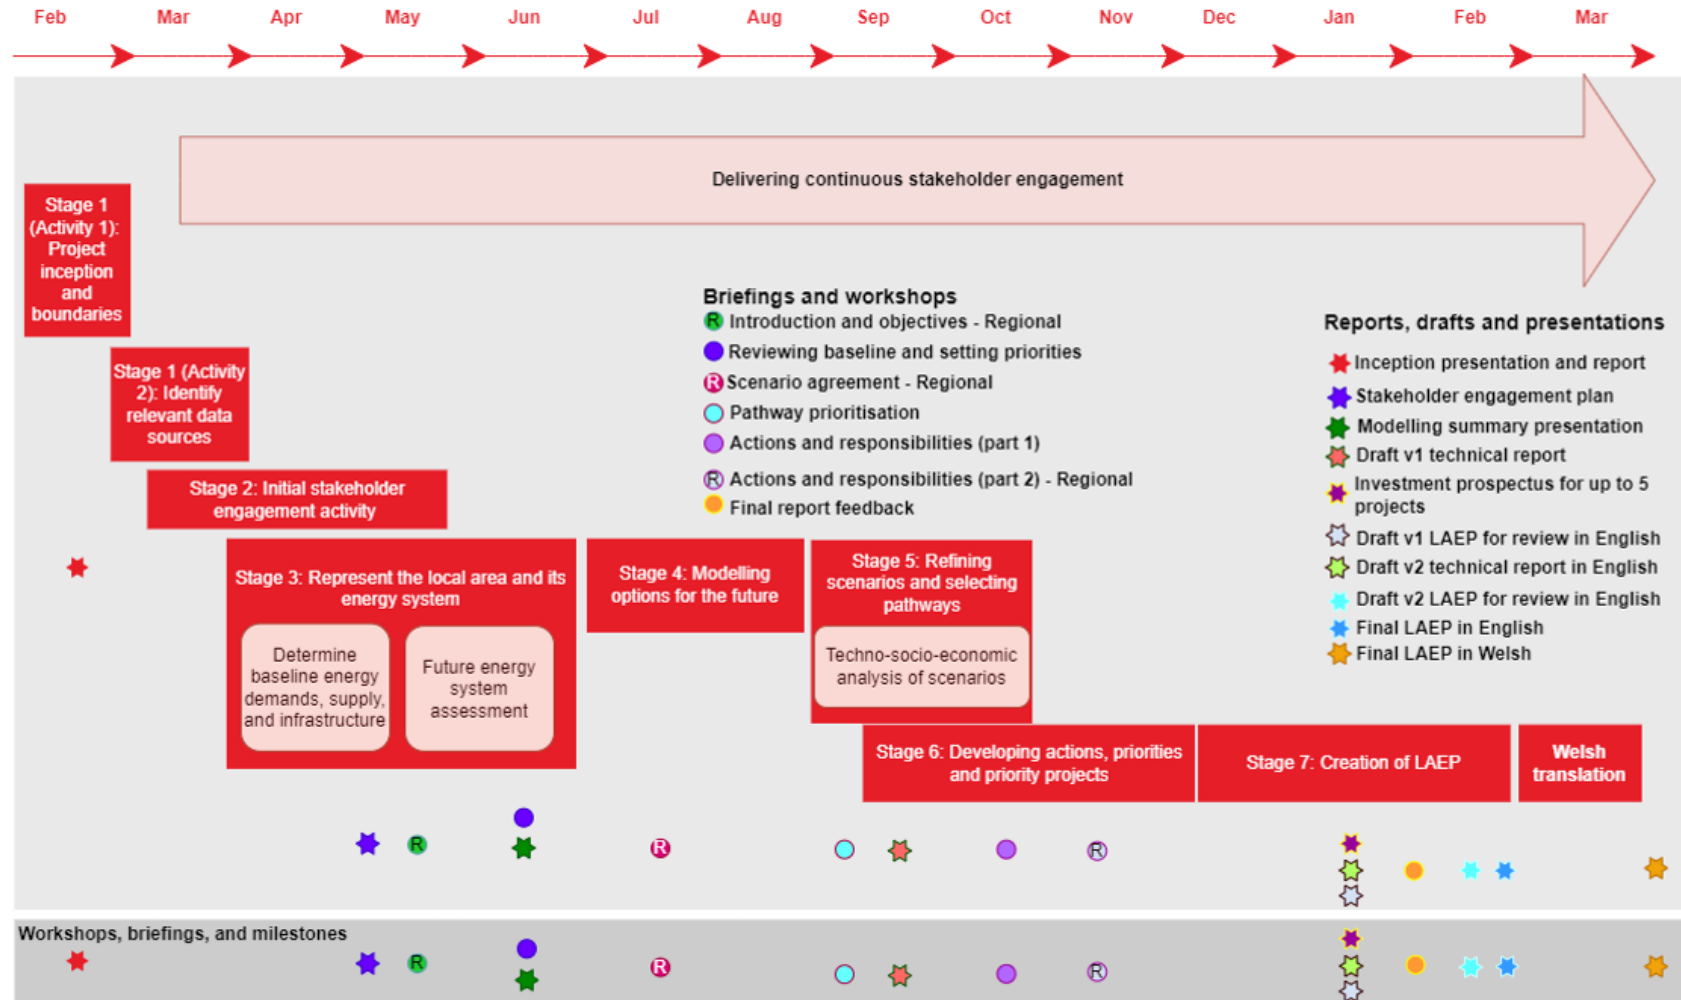 Feb Mar Apr May Jun Jul Aug Sep Oct Nov Dec Jan Feb Mar
Delivering continuous stakeholder engagement
Stage 1
(Activity 1):
Project
inception
and
boundaries
Stage 1 (Activity
2): Identify
relevant data
sources
Stage 2: Initial stakeholder
engagement activity
Briefings and workshops
R Introduction and objectives - Regional
Reviewing baseline and setting priorities
R Scenario agreement - Regional
Pathway prioritisation
Actions and responsibilities (part 1)
R Actions and responsibilities (part 2) - Regional
Final report feedback
Reports, drafts and presentations
Inception presentation and report
Stakeholder engagement plan
Modelling summary presentation
Draft v1 technical report
Investment prospectus for up to 5
projects
Draft v1 LAEP for review in English
Draft v2 technical report in English
Draft v2 LAEP for review in English
Final LAEP in English
Final LAEP in Welsh
Stage 3: Represent the local area and its
energy system
Determine
baseline energy
demands, supply,
and infrastructure
Future energy
system
assessment
Stage 4: Modelling
options for the future
Stage 5: Refining
scenarios and selecting
pathways
Techno-socio-economic
analysis of scenarios
Stage 6: Developing actions, priorities
and priority projects
Stage 7: Creation of LAEP
Welsh
translation
R R R
Workshops, briefings, and milestones
R R R